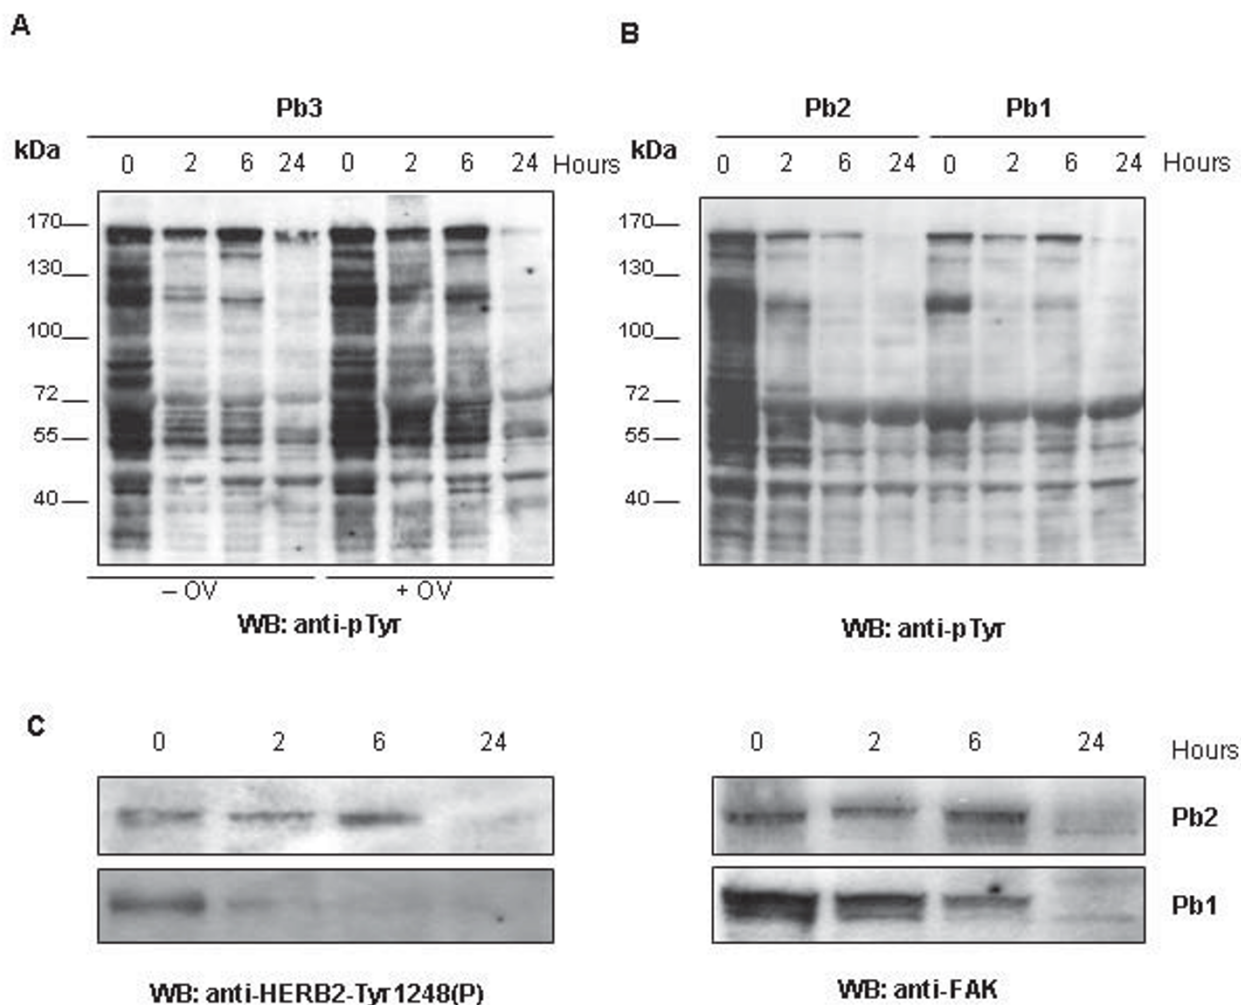 A
B
Pb3
Pb2 Pb1
kDa 0 2 6 24 0 2 6 24 Hours
kDa 0 2 6 24 0 2 6 24 Hours
170
130
100
72
55
40
170
130
100
72
55
40
– OV + OV
WB: anti-pTyr
WB: anti-pTyr
C
0 2 6 24
0 2 6 24 Hours
Pb2
Pb1
WB: anti-HERB2-Tyr1248(P)
WB: anti-FAK